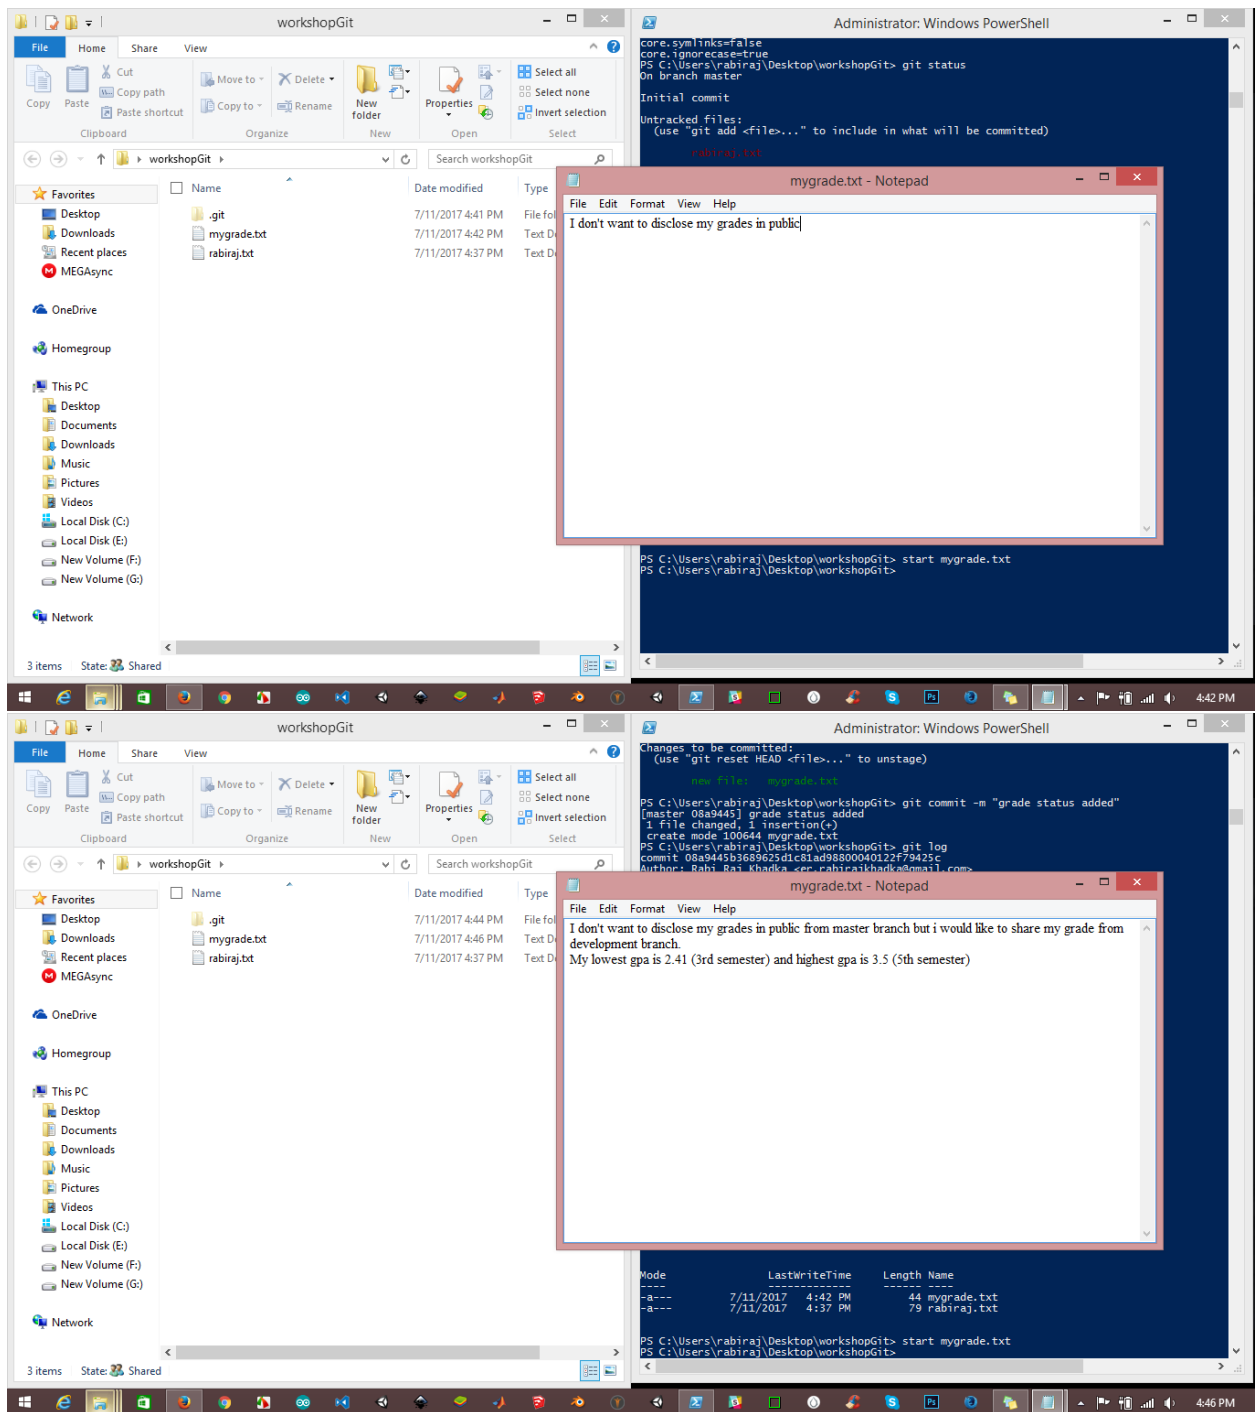 workshopGit
File Home Share View
Copy
Paste
Cut
Copy path
Paste shortcut
Clipboard
Move to
Copy to
Delete
Rename
Organize
New folder
New
Properties
Open
Select all
Select none
Invert selection
Select
workshopGit
Search workshopGit
Favorites
Desktop
Downloads
Recent places
MEGAsync
OneDrive
Homegroup
This PC
Desktop
Documents
Downloads
Music
Pictures
Videos
Local Disk (C:)
Local Disk (E:)
New Volume (F:)
New Volume (G:)
Network
Name Date modified Type
.git 7/11/2017 4:41 PM File fol
mygrade.txt 7/11/2017 4:42 PM Text D
rabiraj.txt 7/11/2017 4:37 PM Text D
3 items State: Shared
Administrator: Windows PowerShell
core.symlinks=false
core.ignorecase=true
PS C:\Users\rabiraj\Desktop\workshopGit> git status
On branch master
Initial commit
Untracked files:
(use "git add <file>..." to include in what will be committed)
rabiraj.txt
mygrade.txt - Notepad
File Edit Format View Help
I don't want to disclose my grades in public
PS C:\Users\rabiraj\Desktop\workshopGit> start mygrade.txt
PS C:\Users\rabiraj\Desktop\workshopGit>
4:42 PM
workshopGit
File Home Share View
Copy
Paste
Cut
Copy path
Paste shortcut
Clipboard
Move to
Copy to
Delete
Rename
Organize
New folder
New
Properties
Open
Select all
Select none
Invert selection
Select
workshopGit
Search workshopGit
Favorites
Desktop
Downloads
Recent places
MEGAsync
OneDrive
Homegroup
This PC
Desktop
Documents
Downloads
Music
Pictures
Videos
Local Disk (C:)
Local Disk (E:)
New Volume (F:)
New Volume (G:)
Network
Name Date modified Type
.git 7/11/2017 4:44 PM File fol
mygrade.txt 7/11/2017 4:46 PM Text D
rabiraj.txt 7/11/2017 4:37 PM Text D
3 items State: Shared
Administrator: Windows PowerShell
Changes to be committed:
(use "git reset HEAD <file>..." to unstage)
new file: mygrade.txt
PS C:\Users\rabiraj\Desktop\workshopGit> git commit -m "grade status added"
[master 08a9445] grade status added
1 file changed, 1 insertion(+)
create mode 100644 mygrade.txt
PS C:\Users\rabiraj\Desktop\workshopGit> git log
commit 08a9445b3689625d1c81ad98800040122f79425c
Author: Rabi Raj Khadka <er.rabirajkhadka@gmail.com>
mygrade.txt - Notepad
File Edit Format View Help
I don't want to disclose my grades in public from master branch but i would like to share my grade from
development branch.
My lowest gpa is 2.41 (3rd semester) and highest gpa is 3.5 (5th semester)
Mode LastWriteTime Length Name
---- ------------- ------ ----
-a--- 7/11/2017 4:42 PM 44 mygrade.txt
-a--- 7/11/2017 4:37 PM 79 rabiraj.txt
PS C:\Users\rabiraj\Desktop\workshopGit> start mygrade.txt
PS C:\Users\rabiraj\Desktop\workshopGit>
4:46 PM